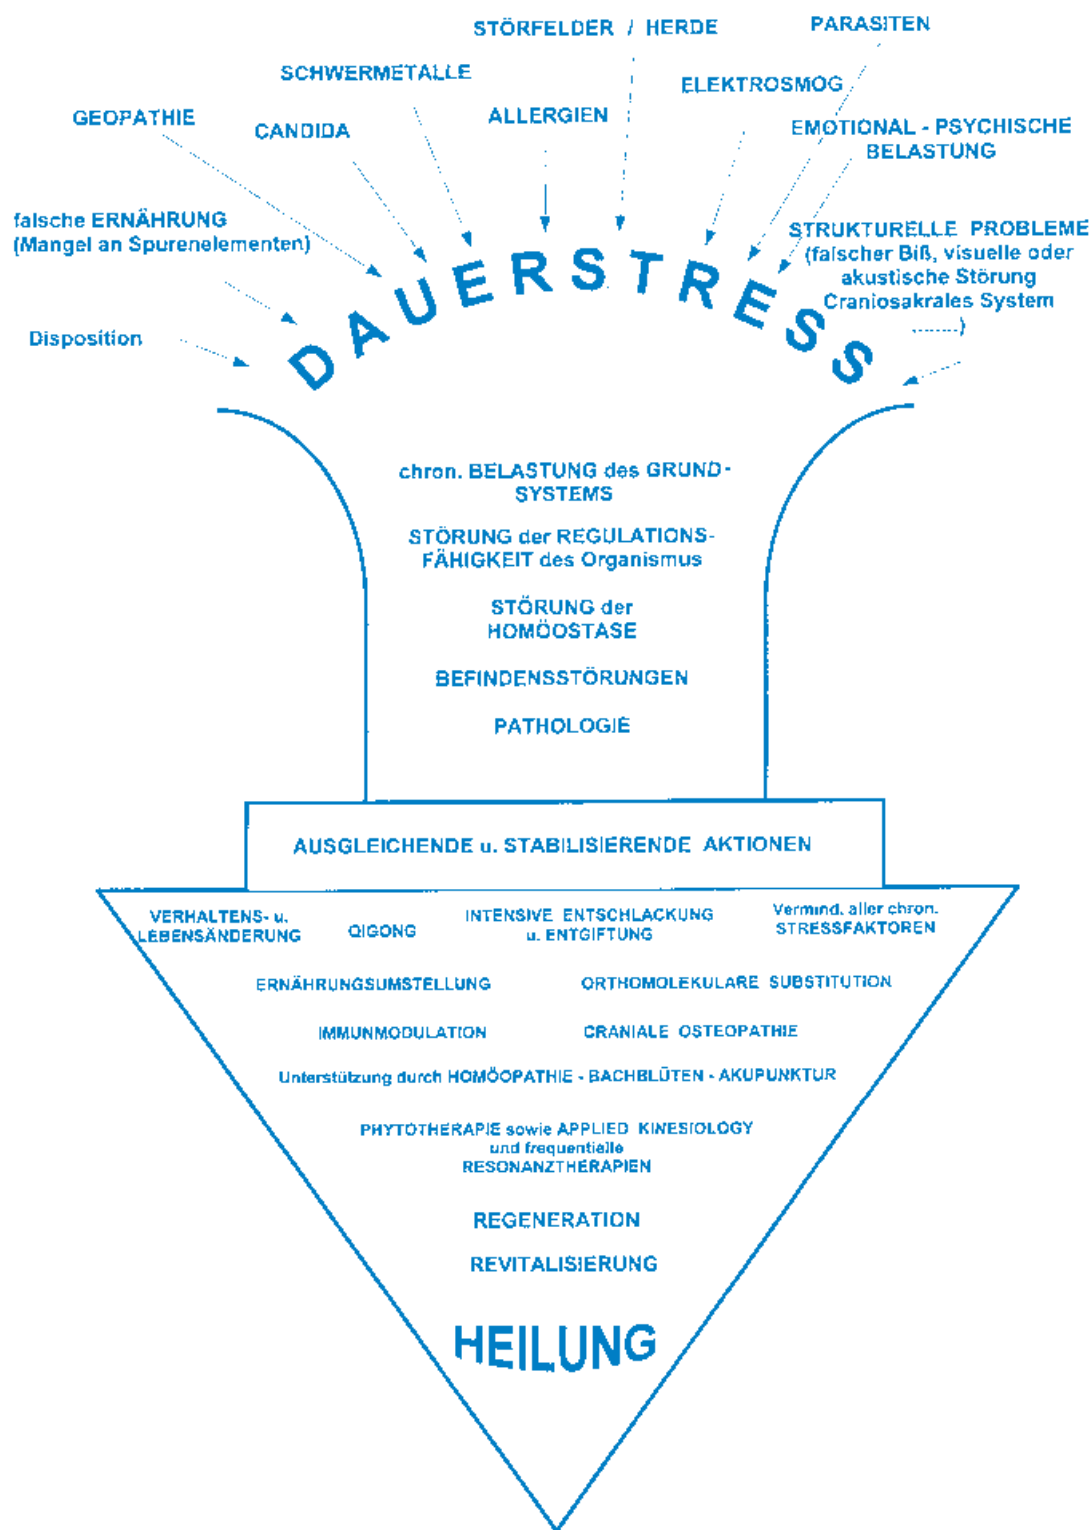 STÖRFELDER / HERDE
PARASITEN
SCHWERMETALLE
ELEKTROSMOG
GEOPATHIE
CANDIDA
ALLERGIEN
EMOTIONAL - PSYCHISCHE
BELASTUNG
falsche ERNÄHRUNG
(Mangel an Spurenelementen)
STRUKTURELLE PROBLEME
(falscher Biß, visuelle oder
akustische Störung
Craniosakrales System
)
Disposition
DAUERSTRESS
chron. BELASTUNG des GRUND-
SYSTEMS
STÖRUNG der REGULATIONS-
FÄHIGKEIT des Organismus
STÖRUNG der
HOMÖOSTASE
BEFINDENSSTÖRUNGEN
PATHOLOGIE
AUSGLEICHENDE u. STABILISIERENDE AKTIONEN
VERHALTENS- u.
LEBENSÄNDERUNG
QIGONG
INTENSIVE ENTSCHLACKUNG
u. ENTGIFTUNG
Vermind. aller chron.
STRESSFAKTOREN
ERNÄHRUNGSUMSTELLUNG
ORTHOMOLEKULARE SUBSTITUTION
IMMUNMODULATION
CRANIALE OSTEOPATHIE
Unterstützung durch HOMÖOPATHIE - BACHBLÜTEN - AKUPUNKTUR
PHYTOTHERAPIE sowie APPLIED KINESIOLOGY
und frequentielle
RESONANZTHERAPIEN
REGENERATION
REVITALISIERUNG
HEILUNG